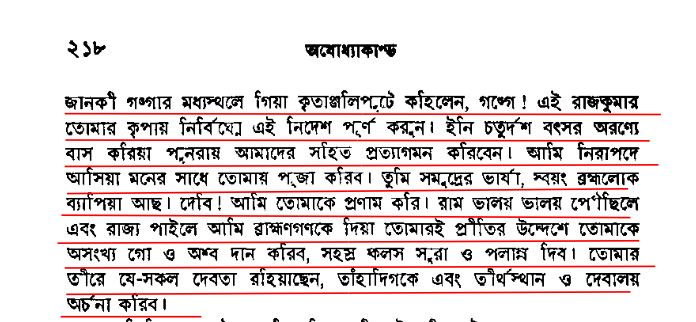 ২১৮ অযোধ্যাকাণ্ড
জানকী গঙ্গার মধ্যস্থলে গিয়া কৃতাঞ্জলিপুটে কহিলেন, গঙ্গে! এই রাজকুমার
তোমার কৃপায় নির্বিঘ্নে এই নিদেশ পূর্ণ করুন। ইনি চতুর্দশ বৎসর অরণ্যে
বাস করিয়া পুনরায় আমাদের সহিত প্রত্যাগমন করিবেন। আমি নিরাপদে
আসিয়া মনের সাধে তোমায় পূজা করিব। তুমি সমুদ্রের ভার্যা, স্বয়ং ব্রহ্মলোক
ব্যাপিয়া আছ। দেবি! আমি তোমাকে প্রণাম করি। রাম ভালয় ভালয় পৌঁছিলে
এবং রাজ্য পাইলে আমি ব্রাহ্মণগণকে দিয়া তোমারই প্রীতির উদ্দেশে তোমাকে
অসংখ্য গো ও অশ্ব দান করিব, সহস্র কলস সুরা ও পলান্ন দিব। তোমার
তীরে যে-সকল দেবতা রহিয়াছেন, তাঁহাদিগকে এবং তীর্থস্থান ও দেবালয়
অর্চনা করিব।